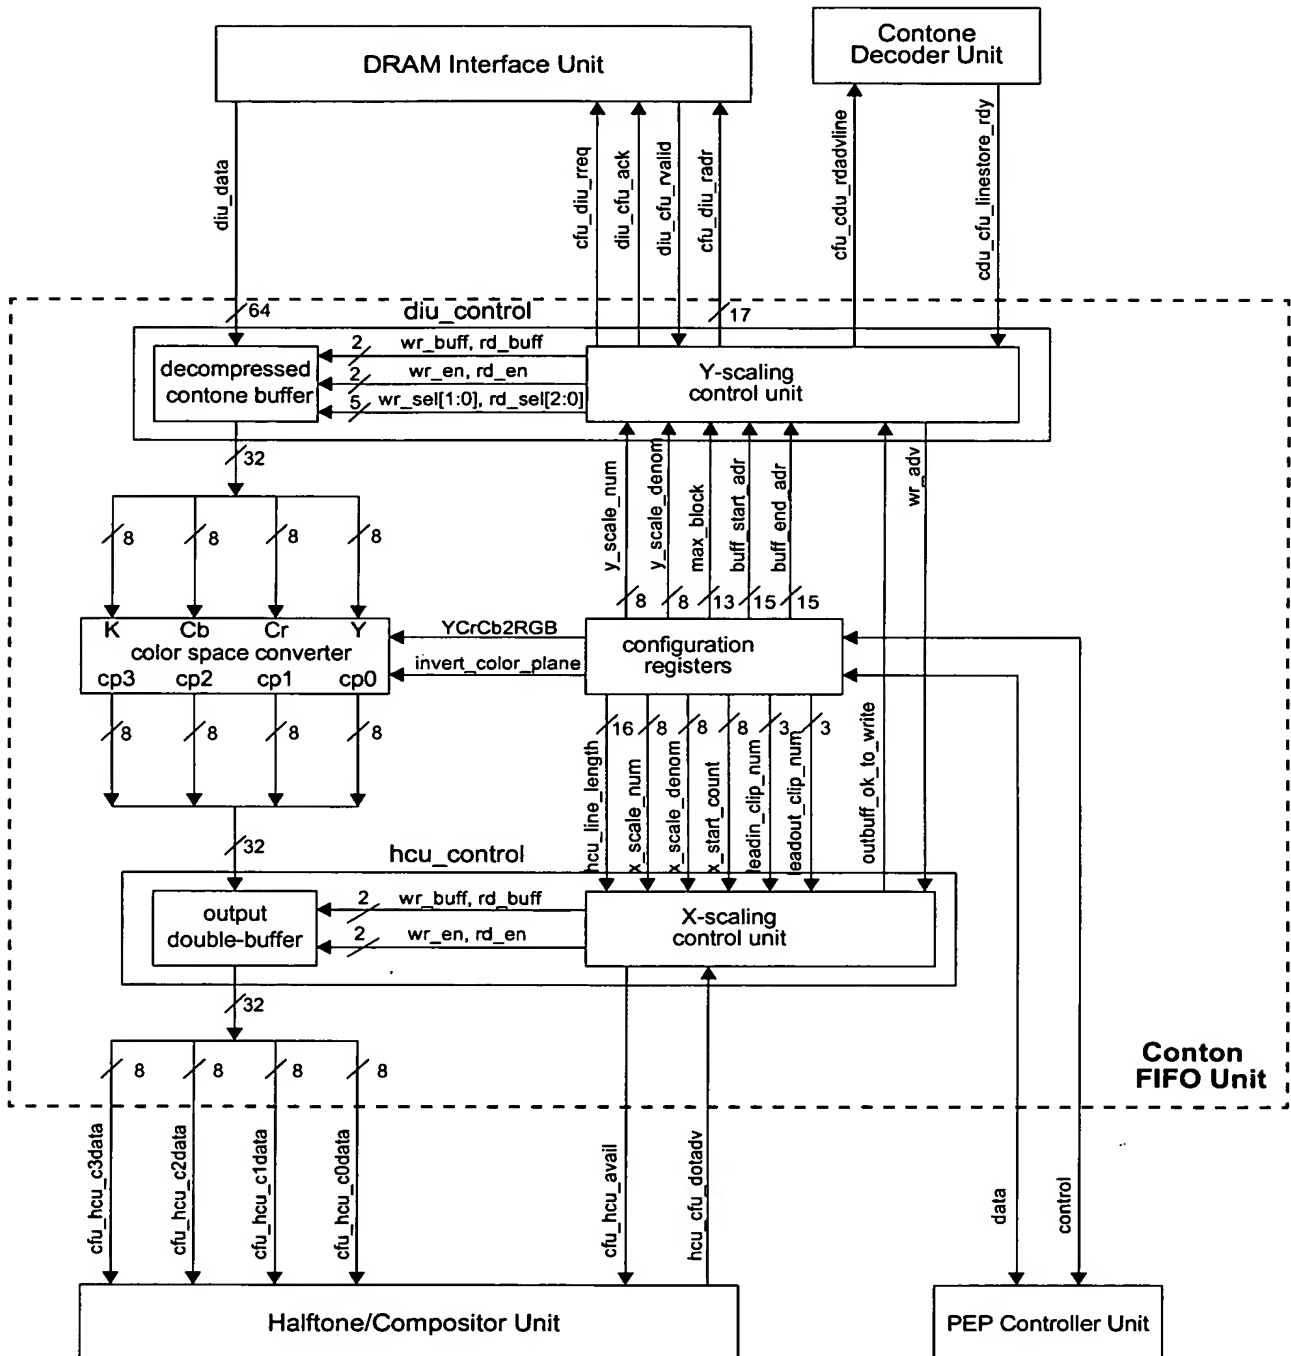 DRAM Interface Unit
Contone
Decoder Unit
diu_data
cfu_diu_rreq
diu_cfu_ack
diu_cfu_rvalid
cfu_diu_radr
cfu_cdu_rdadvline
cdu_cfu_linestore_rdy
64
diu_control
17
decompressed
contone buffer
2
wr_buff, rd_buff
2
wr_en, rd_en
5
wr_sel[1:0], rd_sel[2:0]
Y-scaling
control unit
32
8
8
8
8
y_scale_num
y_scale_denom
max_block
buff_start_adr
buff_end_adr
wr_adv
8
8
13
15
15
K
Cb
Cr
Y
color space converter
cp3
cp2
cp1
cp0
YCrCb2RGB
invert_color_plane
configuration
registers
8
8
8
8
16
8
8
8
3
3
hcu_line_length
x_scale_num
x_scale_denom
x_start_count
leadin_clip_num
leadout_clip_num
outbuff_ok_to_write
32
hcu_control
output
double-buffer
2
wr_buff, rd_buff
2
wr_en, rd_en
X-scaling
control unit
32
8
8
8
8
Conton
FIFO Unit
cfu_hcu_c3data
cfu_hcu_c2data
cfu_hcu_c1data
cfu_hcu_c0data
cfu_hcu_avail
hcu_cfu_dotadv
data
control
Halftone/Compositor Unit
PEP Controller Unit